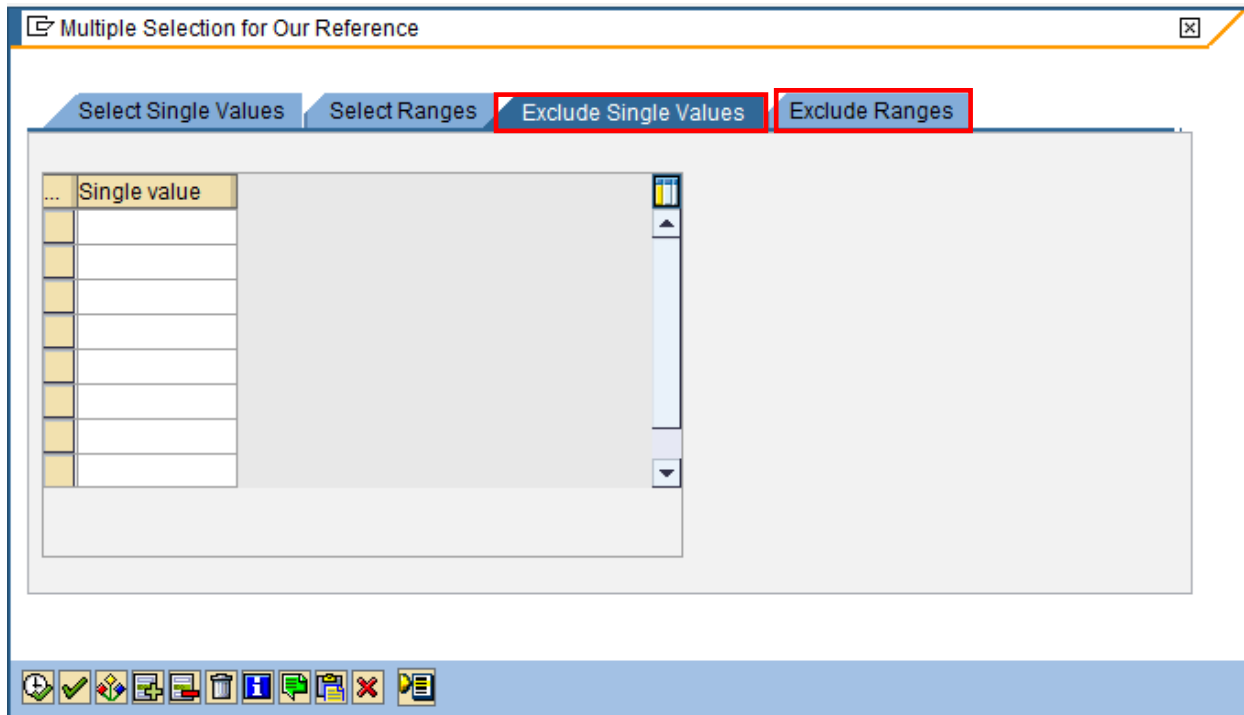 Multiple Selection for Our Reference
Select Single Values Select Ranges Exclude Single Values Exclude Ranges
... Single value